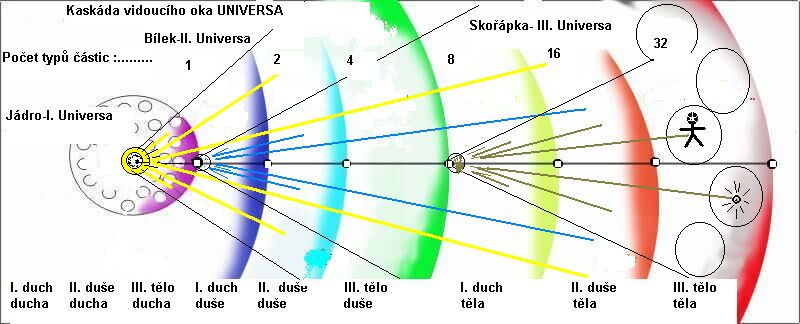 Kaskáda vidoucího oka UNIVERSA
Skořápka- III. Universa
Bílek-II. Universa
Počet typů částic :.........
1
2
4
8
16
32
Jádro-I. Universa
I. duch ducha
II. duše ducha
III. tělo ducha
I. duch duše
II. duše duše
III. tělo duše
I. duch těla
II. duše těla
III. tělo těla